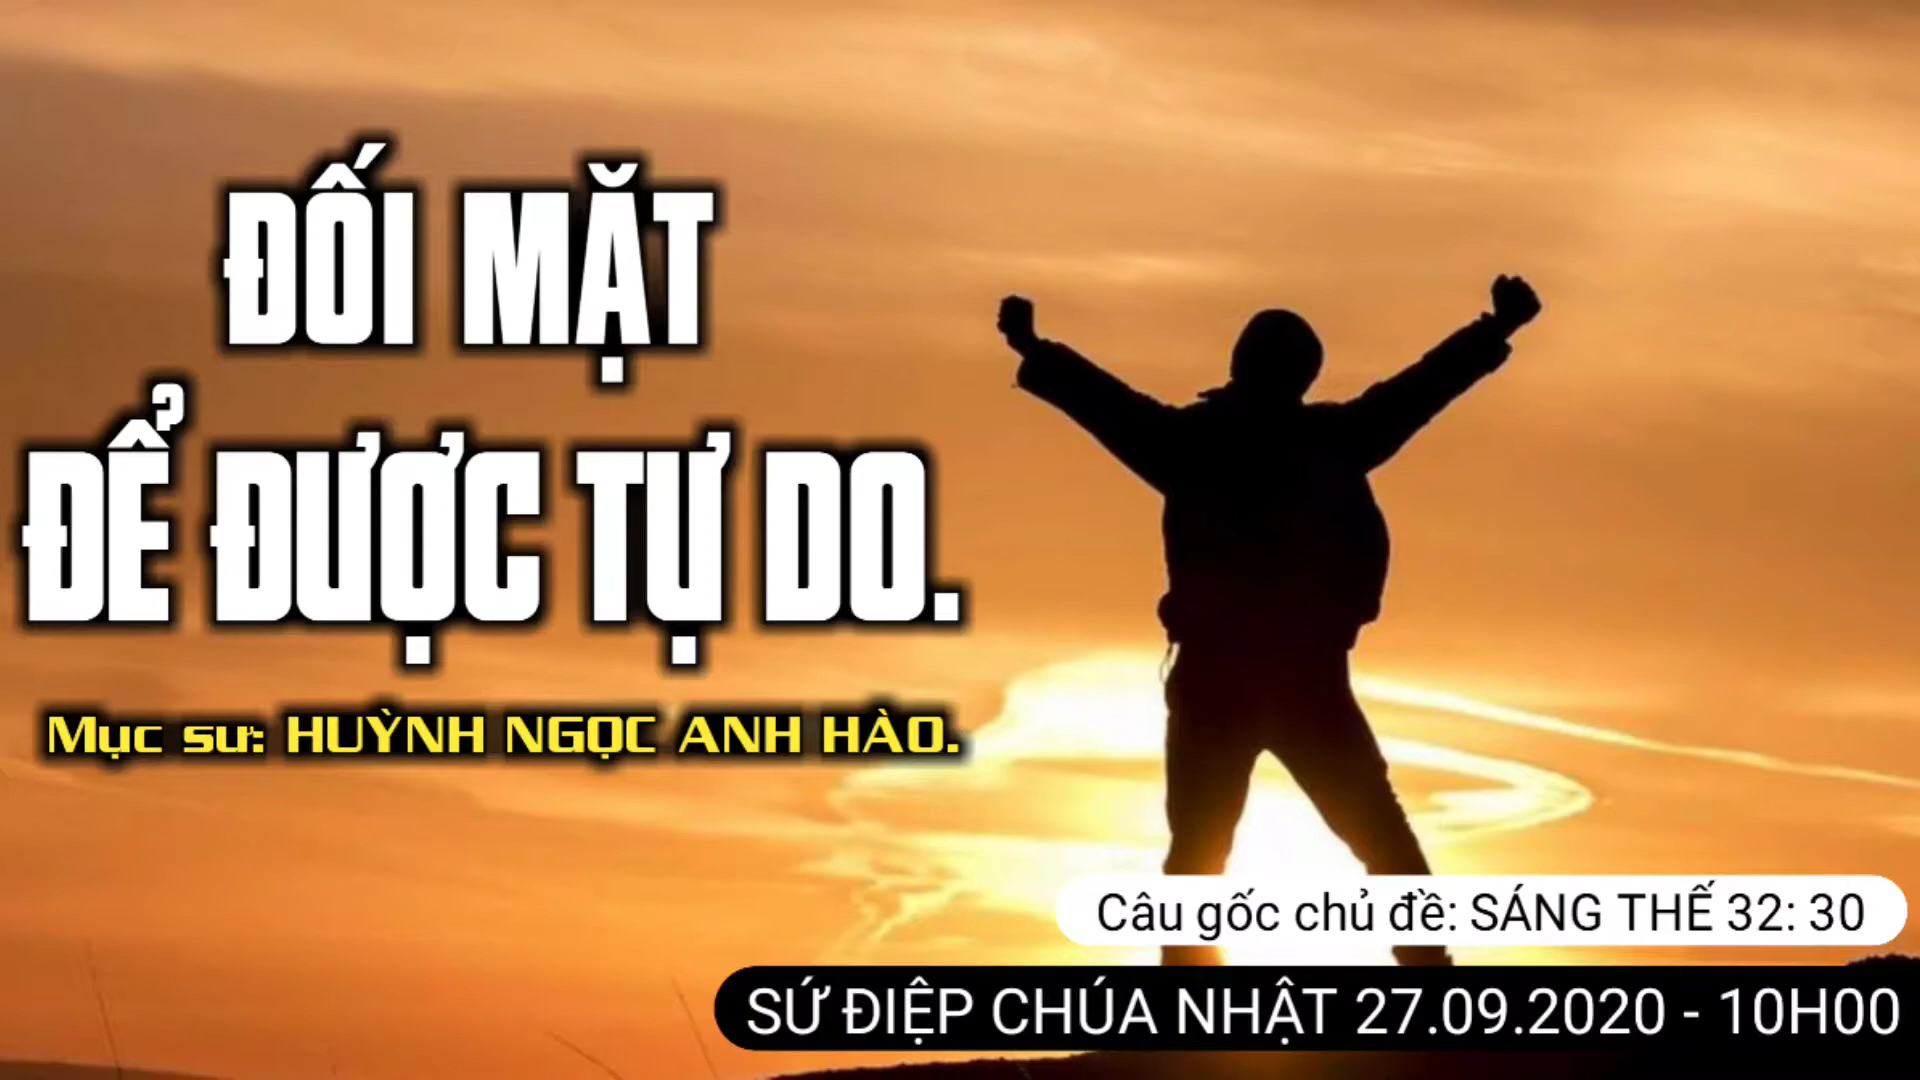 ĐỐI MẶT
ĐỂ ĐƯỢC TỰ DO.
Mục sư: HUỲNH NGỌC ANH HÀO.
Câu gốc chủ đề: SÁNG THẾ 32: 30
SỨ ĐIỆP CHÚA NHẬT 27.09.2020 - 10H00